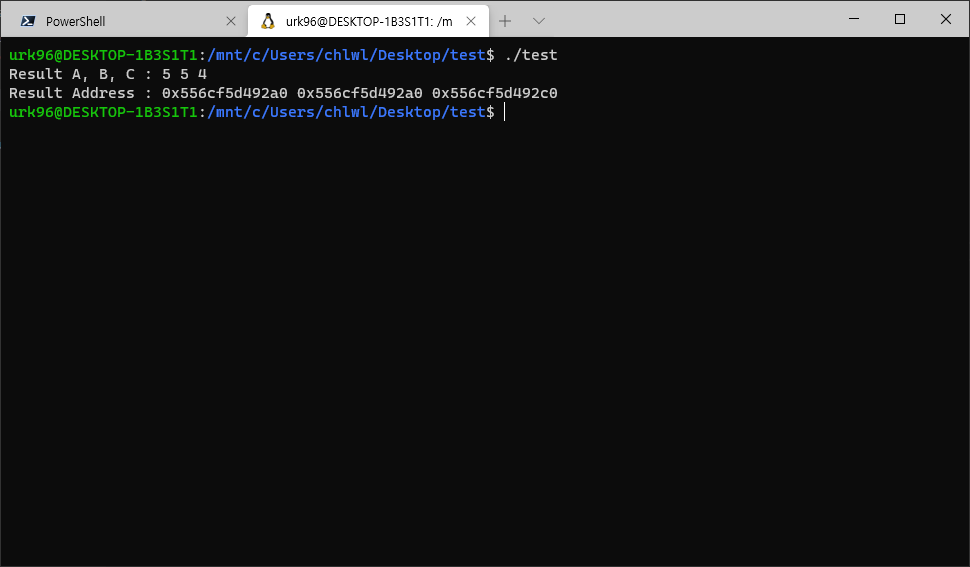 PowerShell
urk96@DESKTOP-1B3S1T1: /m
urk96@DESKTOP-1B3S1T1:/mnt/c/Users/chlwl/Desktop/test$ ./test
Result A, B, C : 5 5 4
Result Address : 0x556cf5d492a0 0x556cf5d492a0 0x556cf5d492c0
urk96@DESKTOP-1B3S1T1:/mnt/c/Users/chlwl/Desktop/test$